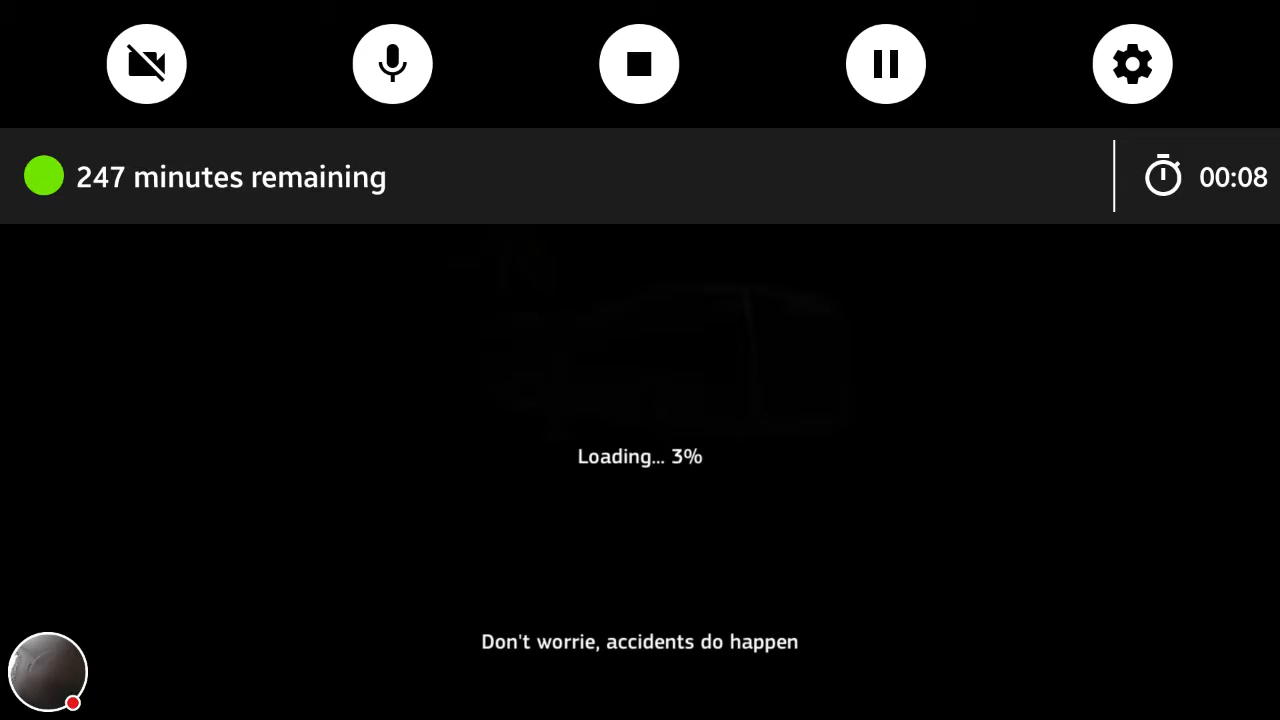 247 minutes remaining
00:08
Loading... 3%
Don't worrie, accidents do happen